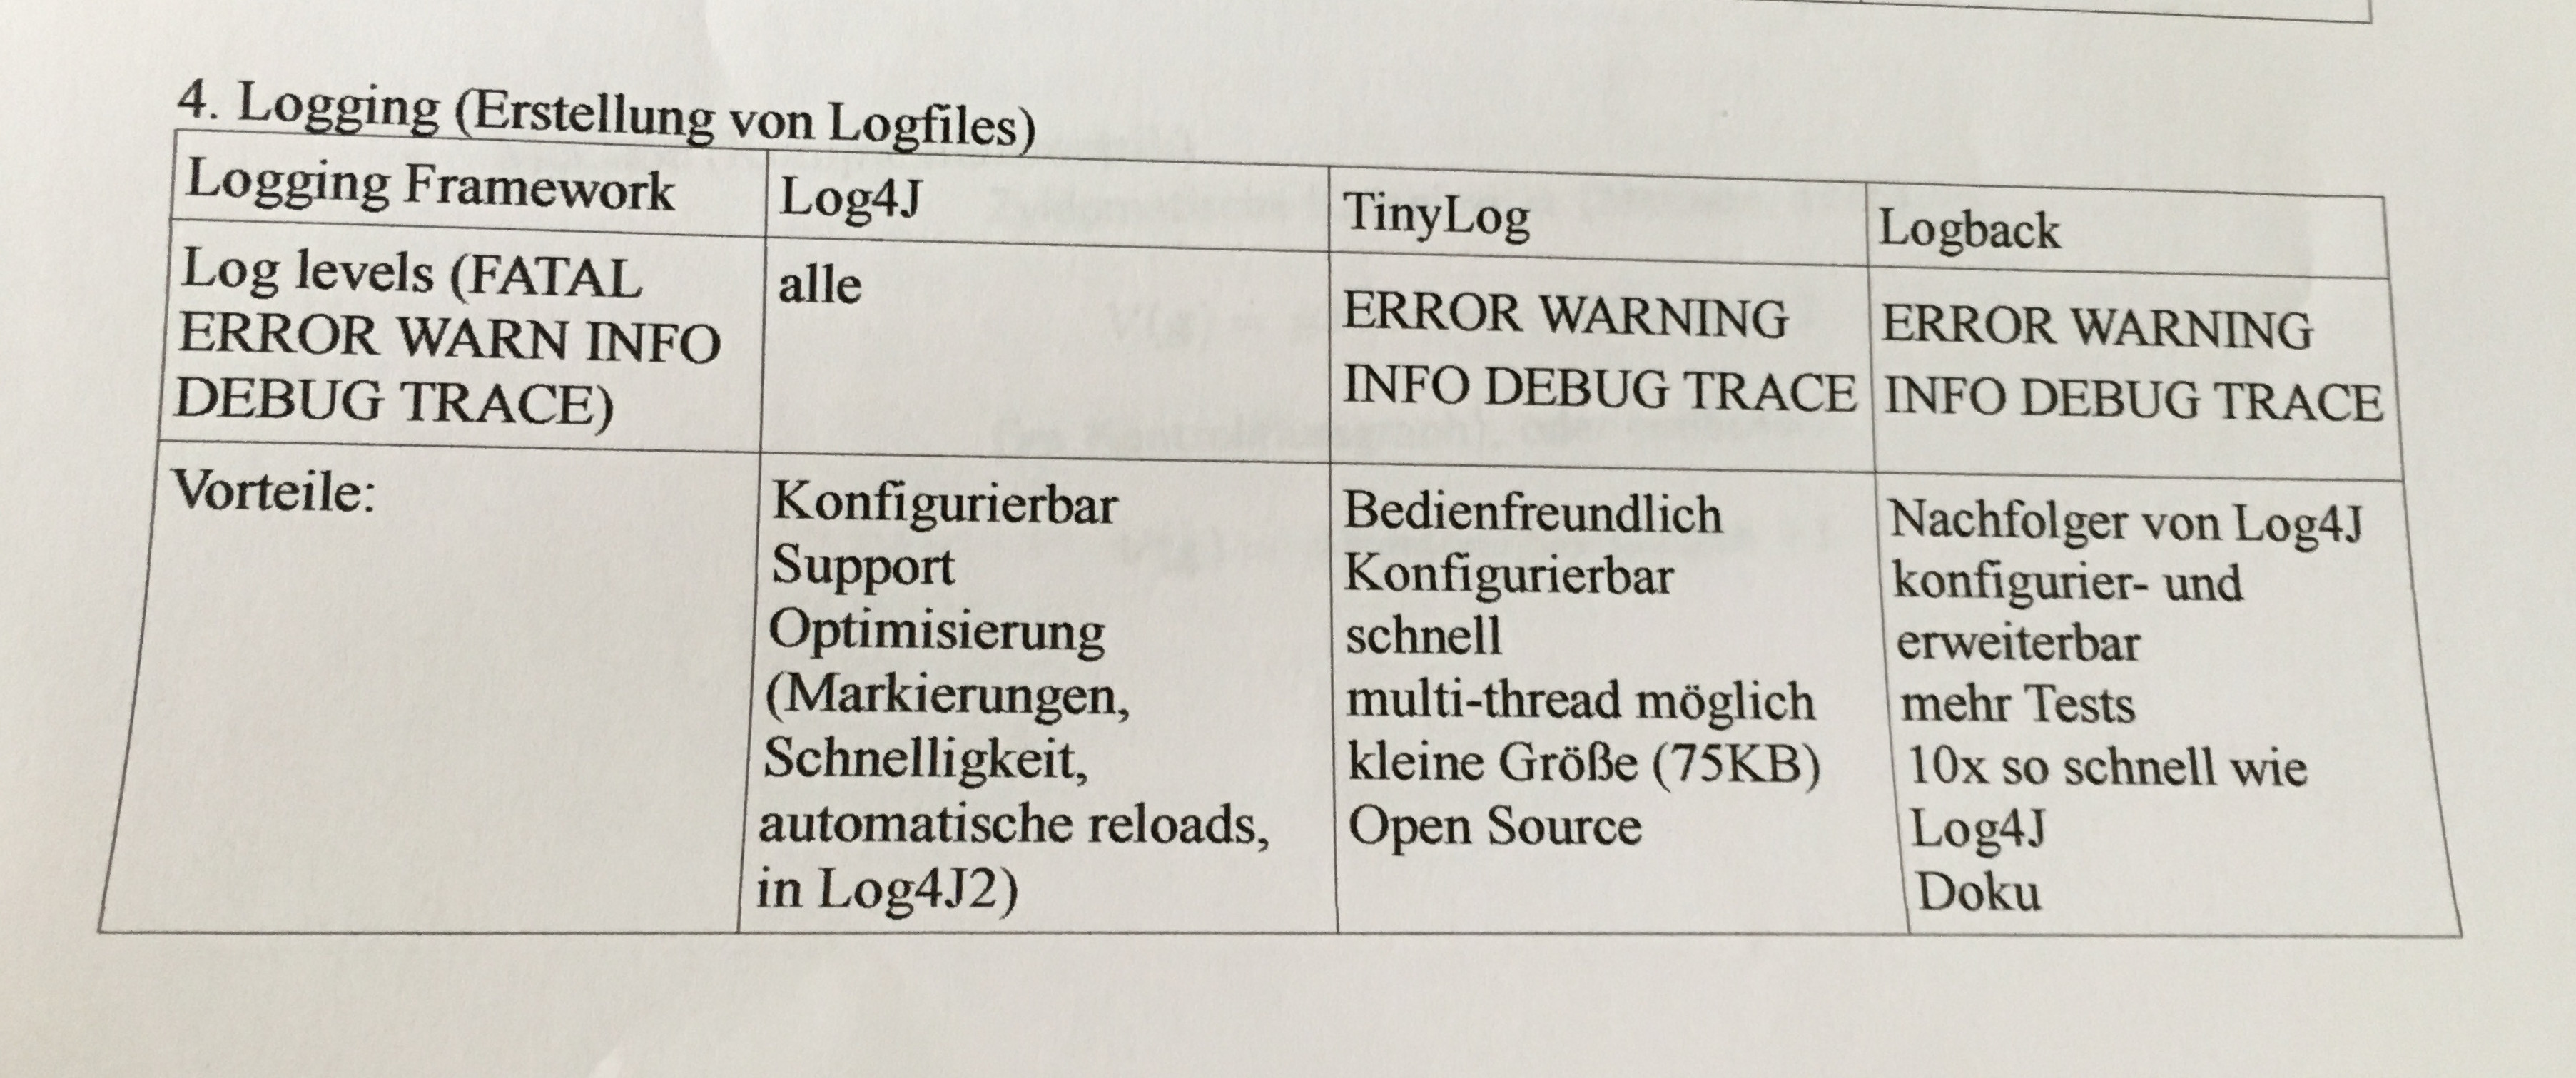 4. Logging (Erstellung von Logfiles)
Logging Framework
Log4J
TinyLog
Logback
Log levels (FATAL
ERROR WARN INFO
DEBUG TRACE)
alle
ERROR WARNING
INFO DEBUG TRACE
ERROR WARNING
INFO DEBUG TRACE
Vorteile:
Konfigurierbar
Support
Optimisierung
(Markierungen,
Schnelligkeit,
automatische reloads,
in Log4J2)
Bedienfreundlich
Konfigurierbar
schnell
multi-thread möglich
kleine Größe (75KB)
Open Source
Nachfolger von Log4J
konfigurier- und
erweiterbar
mehr Tests
10x so schnell wie
Log4J
Doku